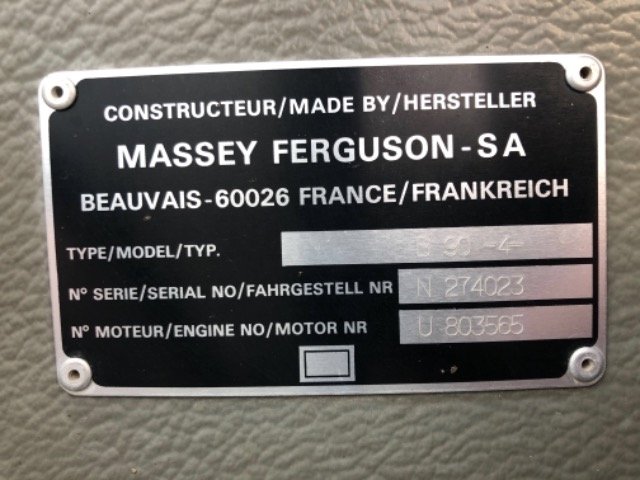 CONSTRUCTEUR/MADE BY/HERSTELLER
MASSEY FERGUSON-SA
BEAUVAIS-60026 FRANCE/FRANKREICH
TYPE/MODEL/TYP. -4-
N° SERIE/SERIAL NO/FAHRGESTELL NR N 274023
N° MOTEUR/ENGINE NO/MOTOR NR U 803565